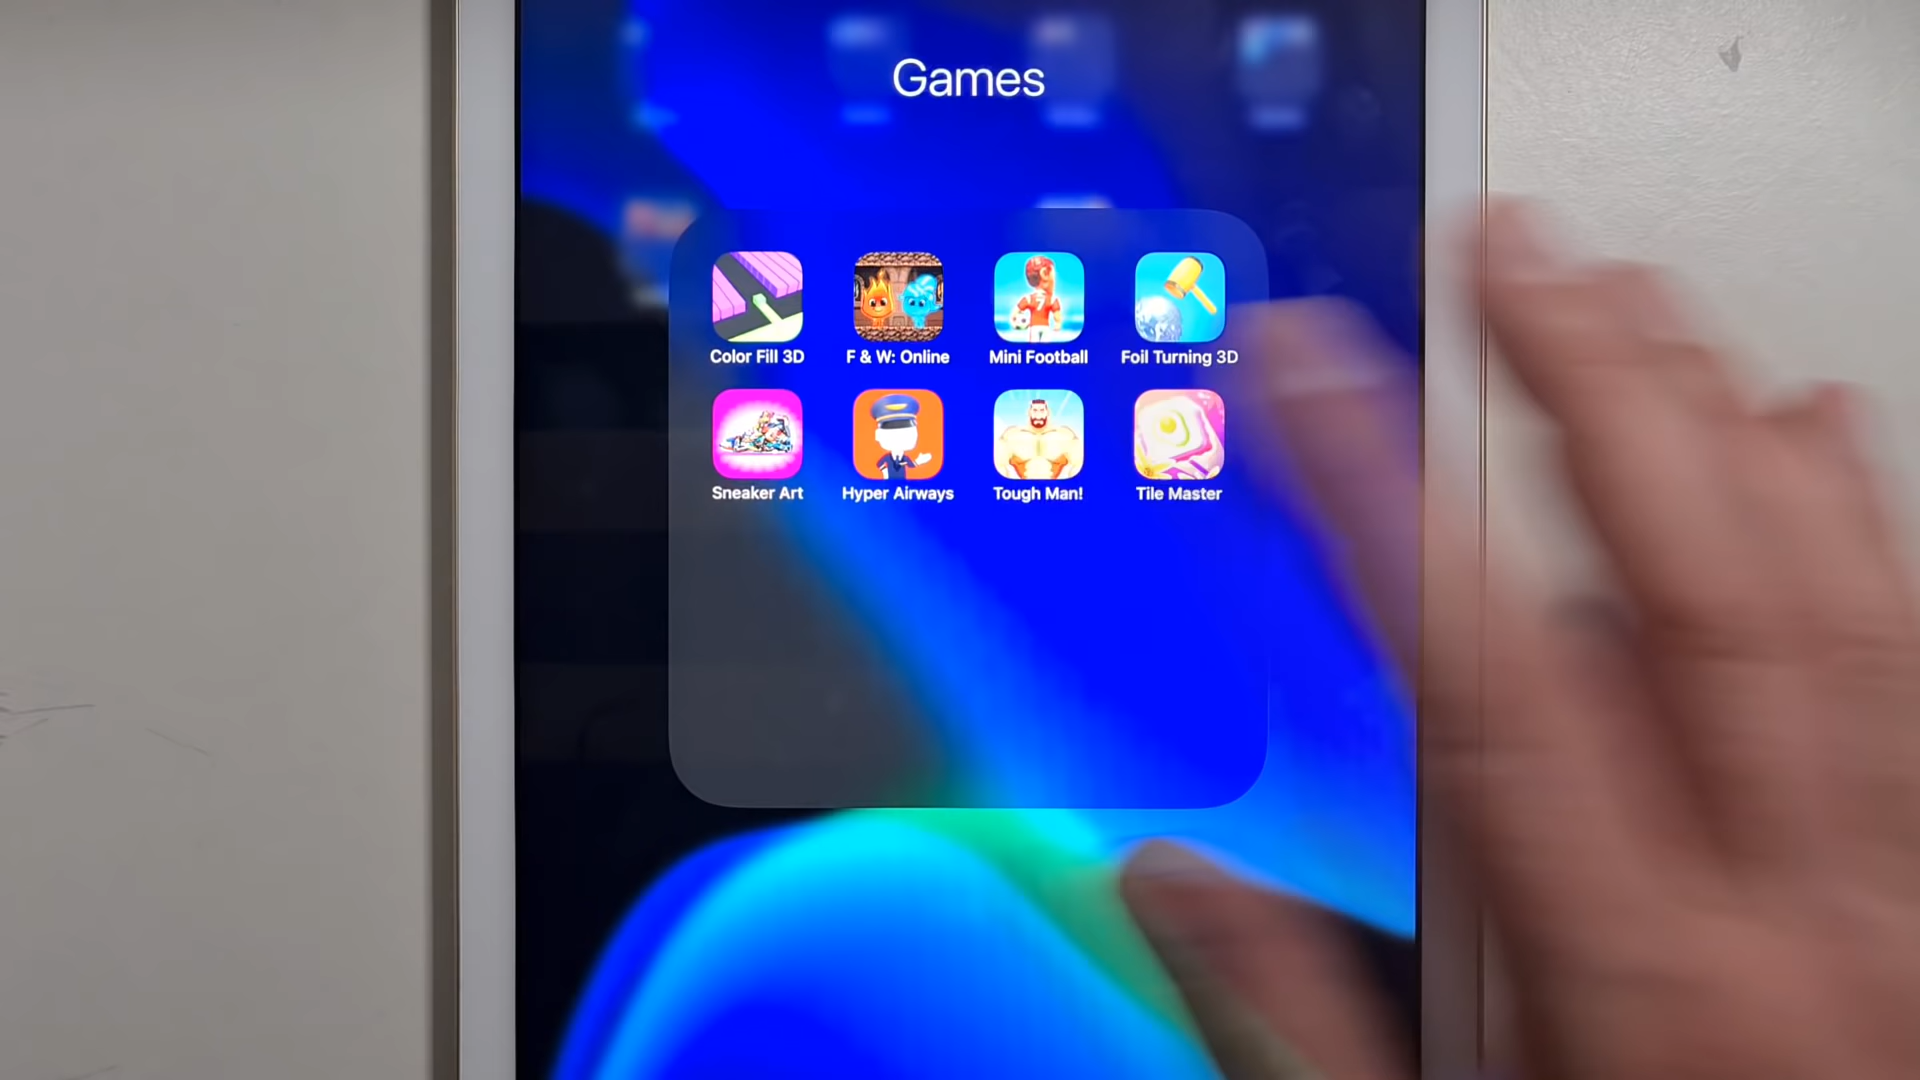 Games
Color Fill 3D
F & W: Online
Mini Football
Foil Turning 3D
Sneaker Art
Hyper Airways
Tough Man!
Tile Master